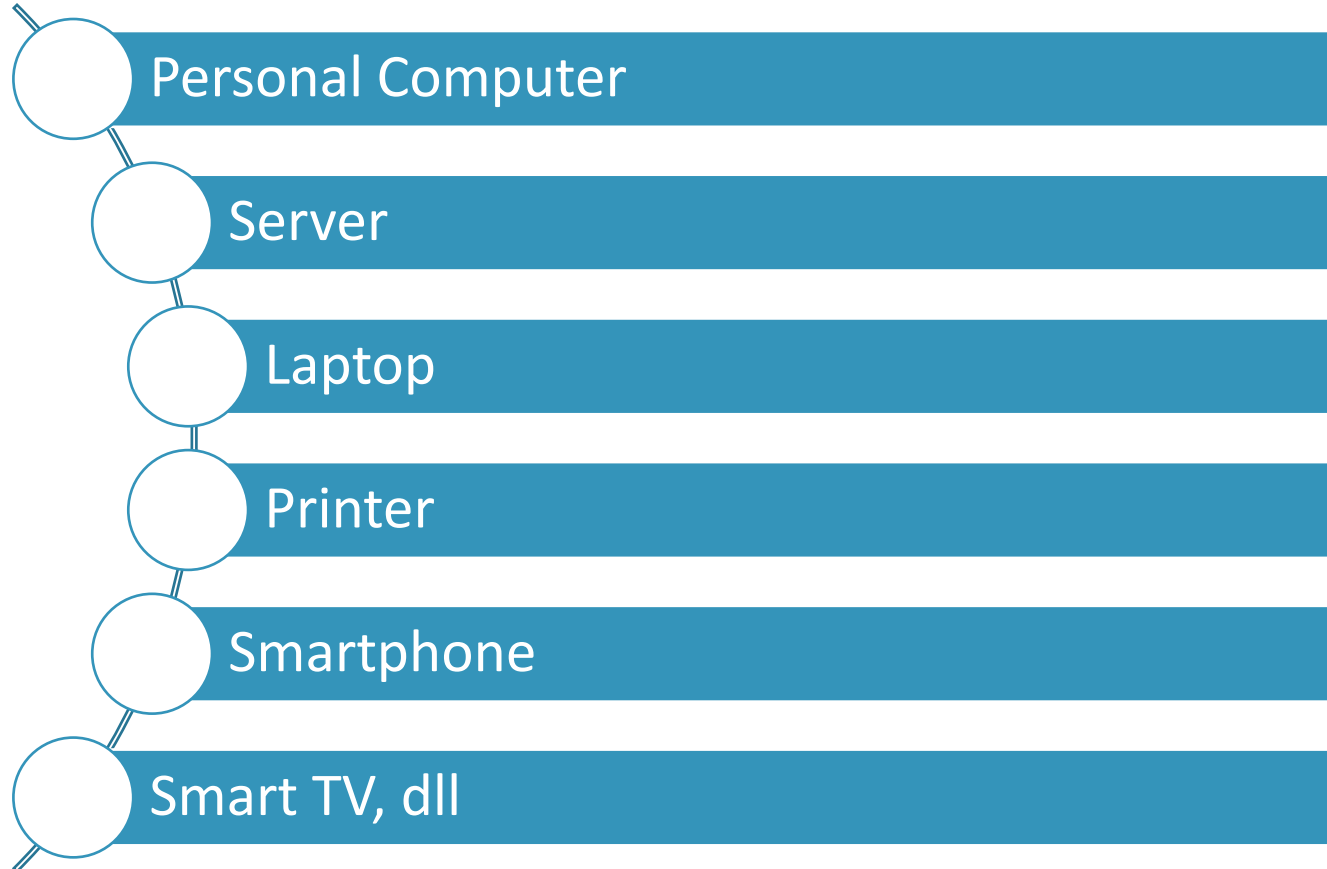 Personal Computer
Server
Laptop
Printer
Smartphone
Smart TV, dll